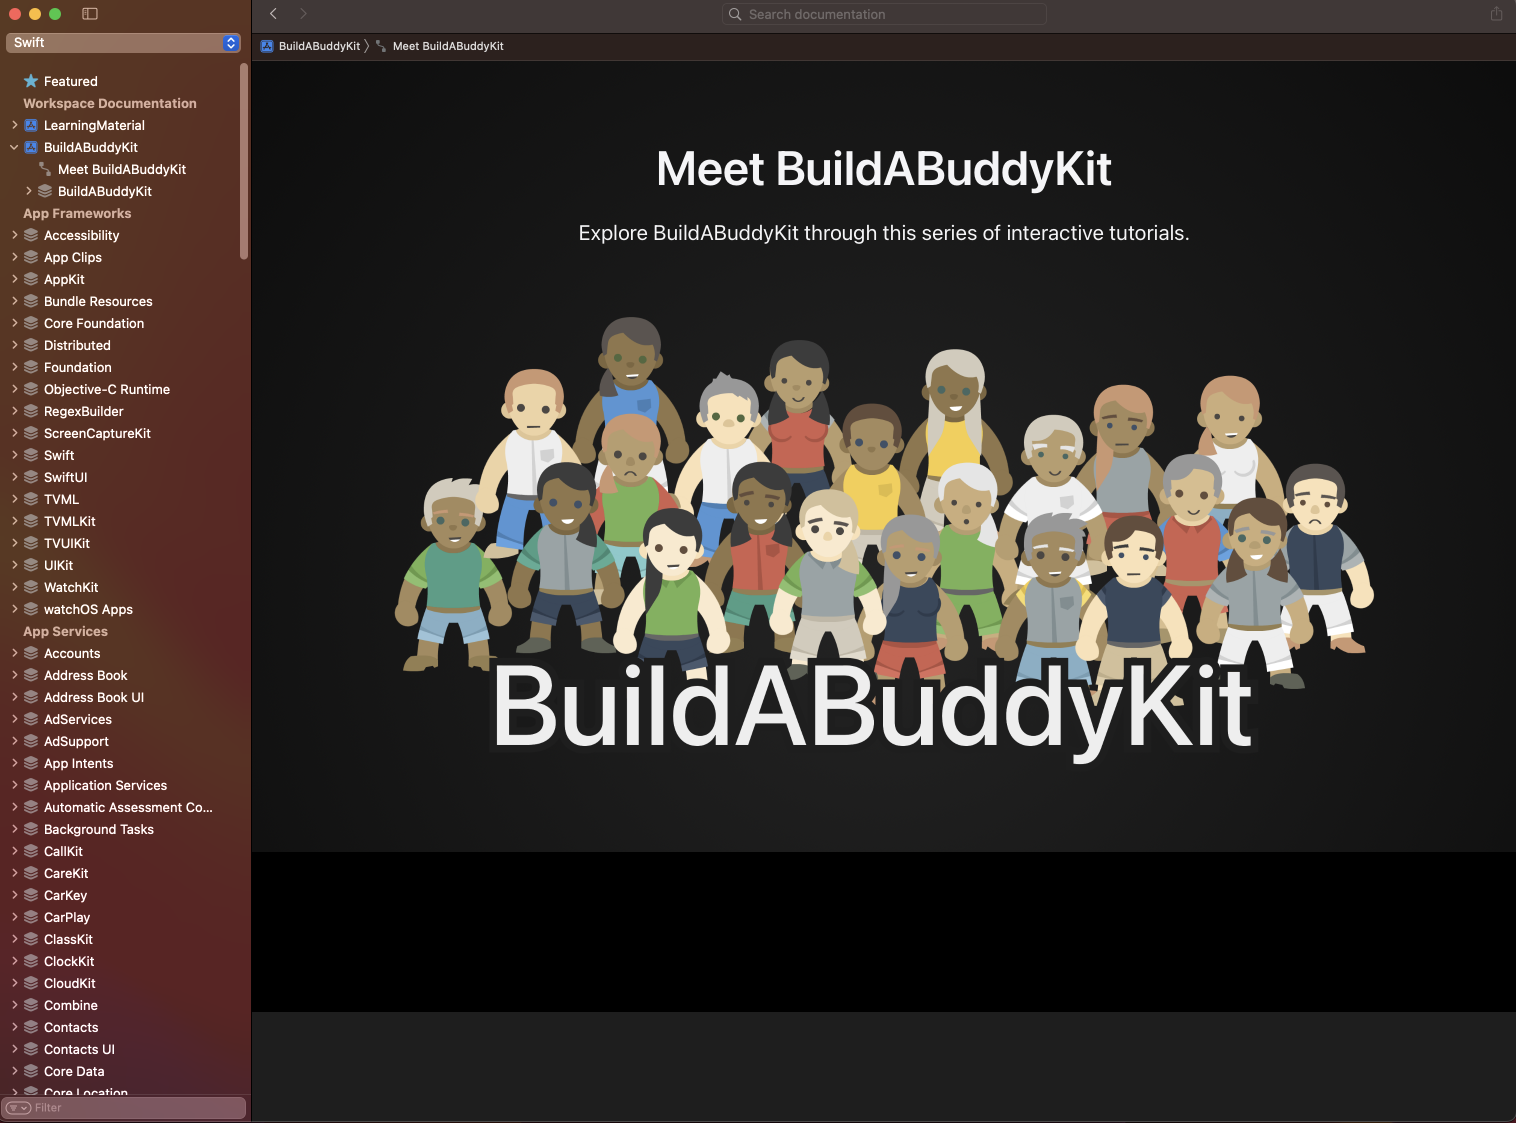 Swift
Search documentation
BuildABuddyKit
Meet BuildABuddyKit
Featured
Workspace Documentation
LearningMaterial
BuildABuddyKit
Meet BuildABuddyKit
BuildABuddyKit
App Frameworks
Accessibility
App Clips
AppKit
Bundle Resources
Core Foundation
Distributed
Foundation
Objective-C Runtime
RegexBuilder
ScreenCaptureKit
Swift
SwiftUI
TVML
TVMLKit
TVUIKit
UIKit
WatchKit
watchOS Apps
App Services
Accounts
Address Book
Address Book UI
AdServices
AdSupport
App Intents
Application Services
Automatic Assessment Co...
Background Tasks
CallKit
CareKit
CarKey
CarPlay
ClassKit
ClockKit
CloudKit
Combine
Contacts
Contacts UI
Core Data
Core Location
Filter
Meet BuildABuddyKit
Explore BuildABuddyKit through this series of interactive tutorials.
BuildABuddyKit